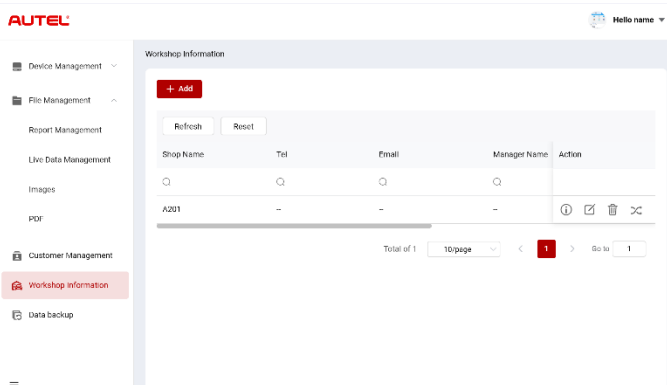 AUTEL
Hello name
Device Management
File Management
Report Management
Live Data Management
Images
PDF
Customer Management
Workshop Information
Data backup
Workshop Information
+ Add
Refresh Reset
Shop Name Tel Email Manager Name Action
A201 -- -- --
Total of 1 10/page < 1 > Go to 1